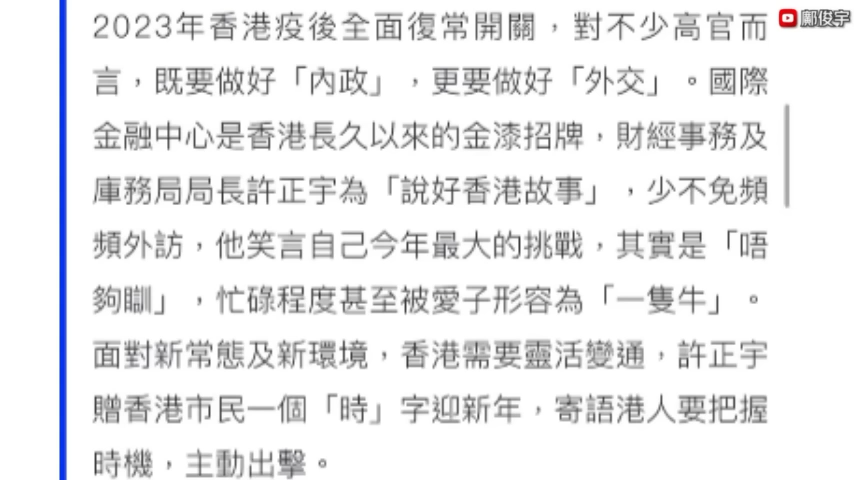 鄺俊宇
2023年香港疫後全面復常開關，對不少高官而
言，既要做好「內政」，更要做好「外交」。國際
金融中心是香港長久以來的金漆招牌，財經事務及
庫務局局長許正宇為「說好香港故事」，少不免頻
頻外訪，他笑言自己今年最大的挑戰，其實是「唔
夠瞓」，忙碌程度甚至被愛子形容為「一隻牛」。
面對新常態及新環境，香港需要靈活變通，許正宇
贈香港市民一個「時」字迎新年，寄語港人要把握
時機，主動出擊。